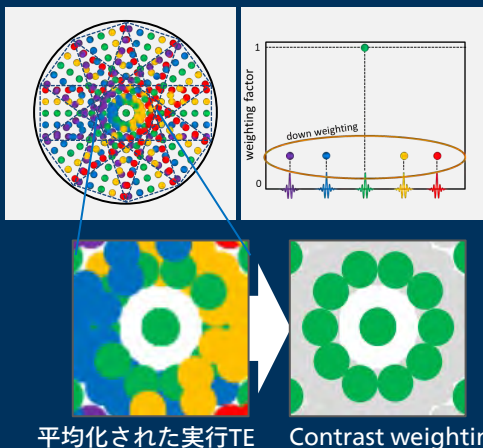 1
weighting factor
down weighting
0
平均化された実行TE
Contrast weightin